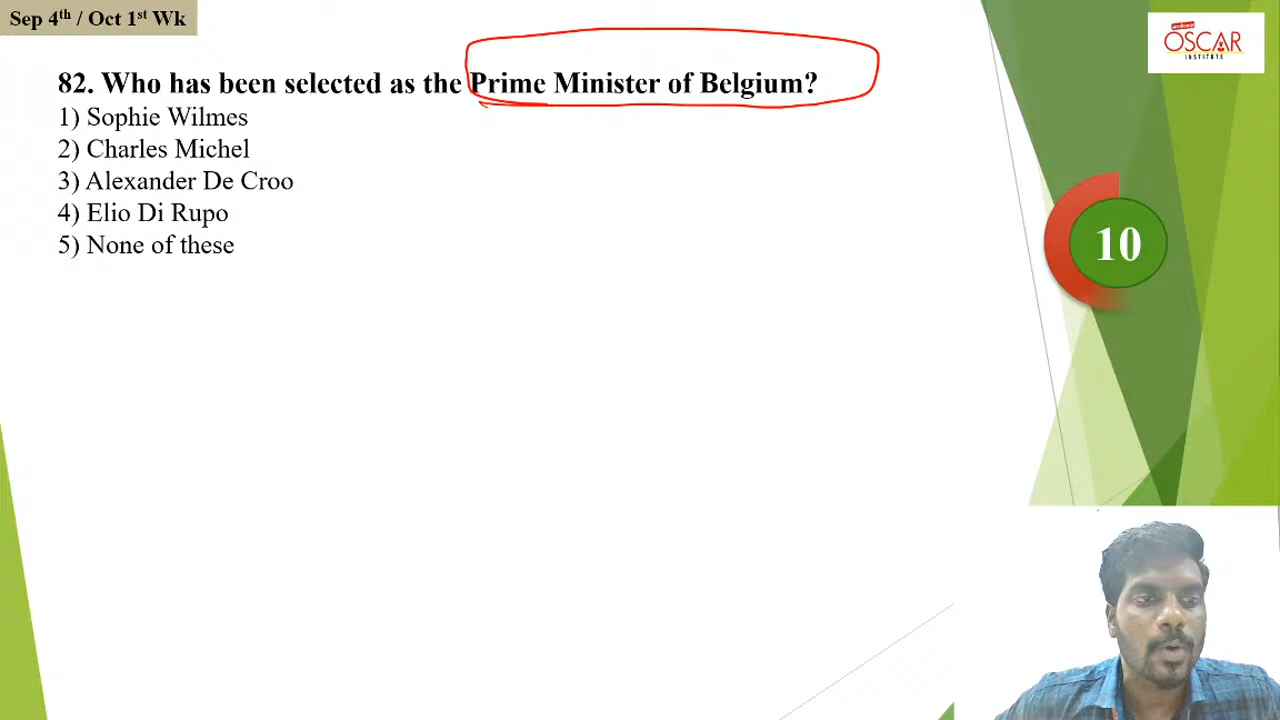 Sep 4th / Oct 1st Wk
OSCAR
INSTITUTE
82. Who has been selected as the Prime Minister of Belgium?
1) Sophie Wilmes
2) Charles Michel
3) Alexander De Croo
4) Elio Di Rupo
5) None of these
10